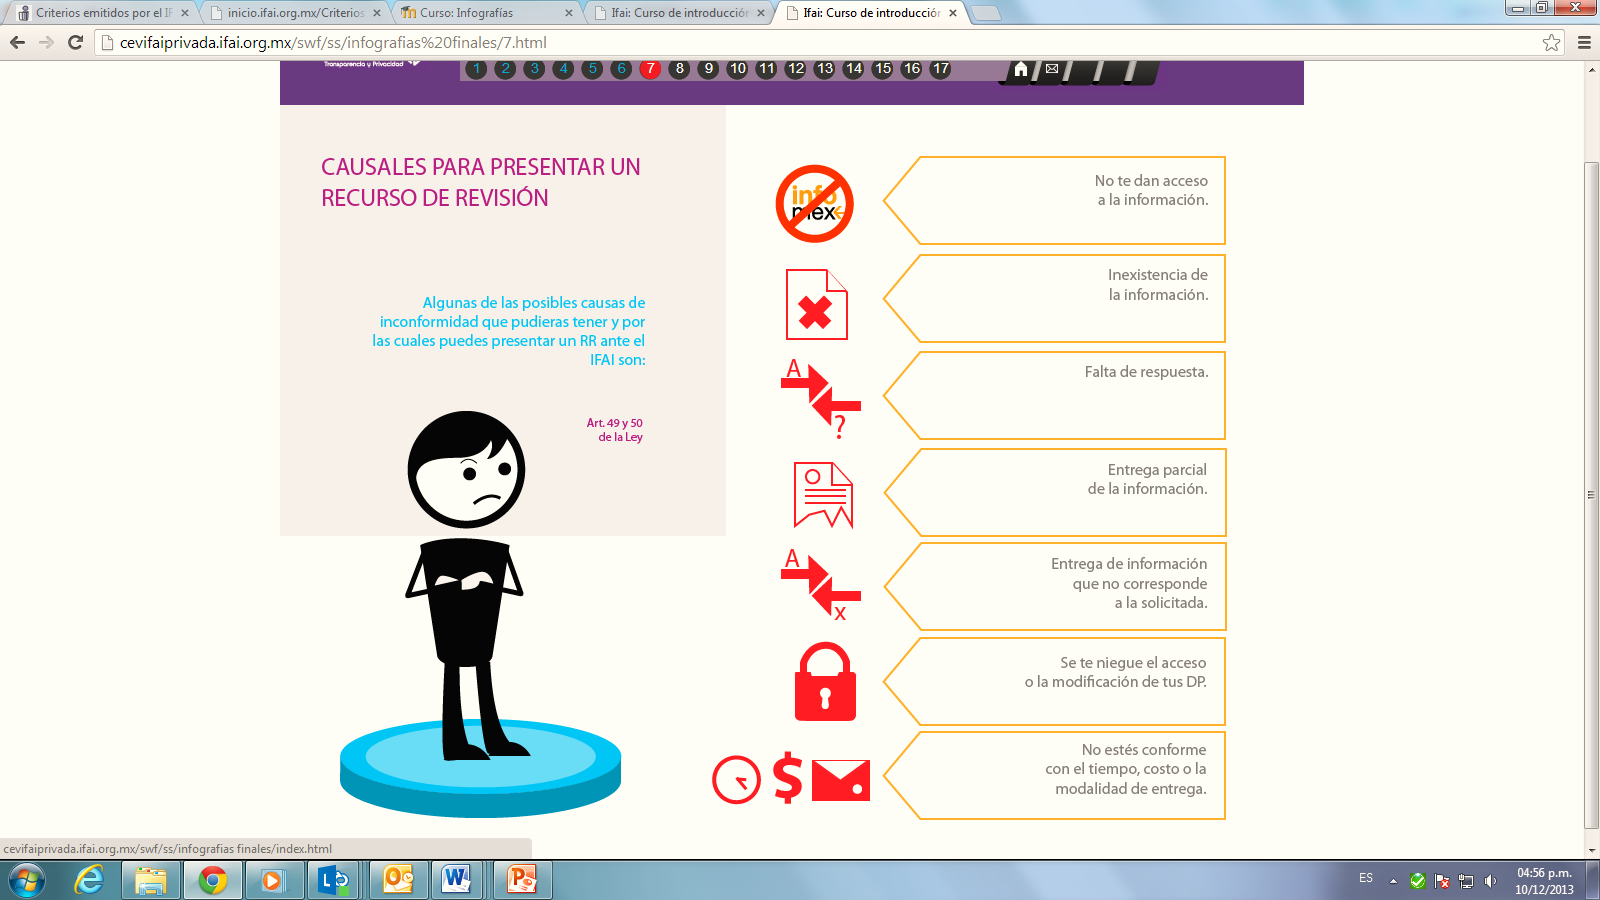 Criterios emitidos por el IF
inicio.ifai.org.mx/Criterios
Curso: Infografías
Ifai: Curso de introducción
Ifai: Curso de introducción
cevifaiprivada.ifai.org.mx/swf/ss/infografias%20finales/7.html
Transparencia y Privacidad
1 2 3 4 5 6 7 8 9 10 11 12 13 14 15 16 17
CAUSALES PARA PRESENTAR UN
RECURSO DE REVISIÓN
Algunas de las posibles causas de
inconformidad que pudieras tener y por
las cuales puedes presentar un RR ante el
IFAI son:
Art. 49 y 50
de la Ley
info
mex
No te dan acceso
a la información.
Inexistencia de
la información.
A
?
Falta de respuesta.
Entrega parcial
de la información.
A
x
Entrega de información
que no corresponde
a la solicitada.
Se te niegue el acceso
o la modificación de tus DP.
$
No estés conforme
con el tiempo, costo o la
modalidad de entrega.
cevifaiprivada.ifai.org.mx/swf/ss/infografias finales/index.html
ES
04:56 p.m.
10/12/2013